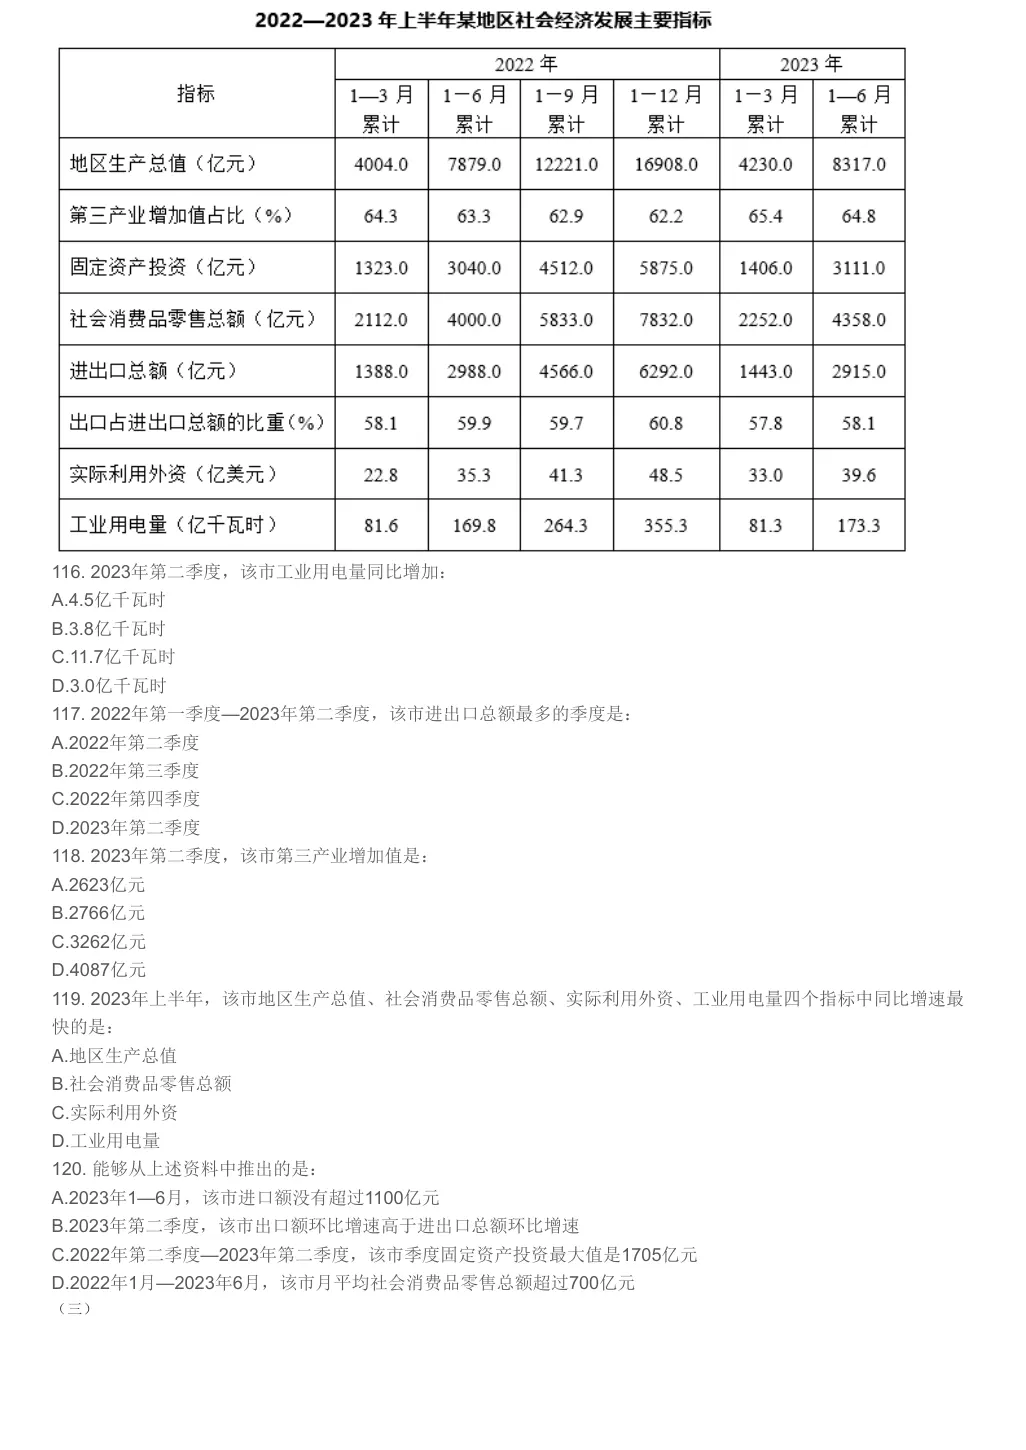 2022—2023 年上半年某地区社会经济发展主要指标
指标 2022 年 2023 年
1—3 月累计 1—6 月累计 1—9 月累计 1—12 月累计 1—3 月累计 1—6 月累计
地区生产总值（亿元） 4004.0 7879.0 12221.0 16908.0 4230.0 8317.0
第三产业增加值占比（%） 64.3 63.3 62.9 62.2 65.4 64.8
固定资产投资（亿元） 1323.0 3040.0 4512.0 5875.0 1406.0 3111.0
社会消费品零售总额（亿元） 2112.0 4000.0 5833.0 7832.0 2252.0 4358.0
进出口总额（亿元） 1388.0 2988.0 4566.0 6292.0 1443.0 2915.0
出口占进出口总额的比重（%） 58.1 59.9 59.7 60.8 57.8 58.1
实际利用外资（亿美元） 22.8 35.3 41.3 48.5 33.0 39.6
工业用电量（亿千瓦时） 81.6 169.8 264.3 355.3 81.3 173.3
116. 2023年第二季度，该市工业用电量同比增加：
A.4.5亿千瓦时
B.3.8亿千瓦时
C.11.7亿千瓦时
D.3.0亿千瓦时
117. 2022年第一季度—2023年第二季度，该市进出口总额最多的季度是：
A.2022年第二季度
B.2022年第三季度
C.2022年第四季度
D.2023年第二季度
118. 2023年第二季度，该市第三产业增加值是：
A.2623亿元
B.2766亿元
C.3262亿元
D.4087亿元
119. 2023年上半年，该市地区生产总值、社会消费品零售总额、实际利用外资、工业用电量四个指标中同比增速最
快的是：
A.地区生产总值
B.社会消费品零售总额
C.实际利用外资
D.工业用电量
120. 能够从上述资料中推出的是：
A.2023年1—6月，该市进口额没有超过1100亿元
B.2023年第二季度，该市出口额环比增速高于进出口总额环比增速
C.2022年第二季度—2023年第二季度，该市季度固定资产投资最大值是1705亿元
D.2022年1月—2023年6月，该市月平均社会消费品零售总额超过700亿元
（三）